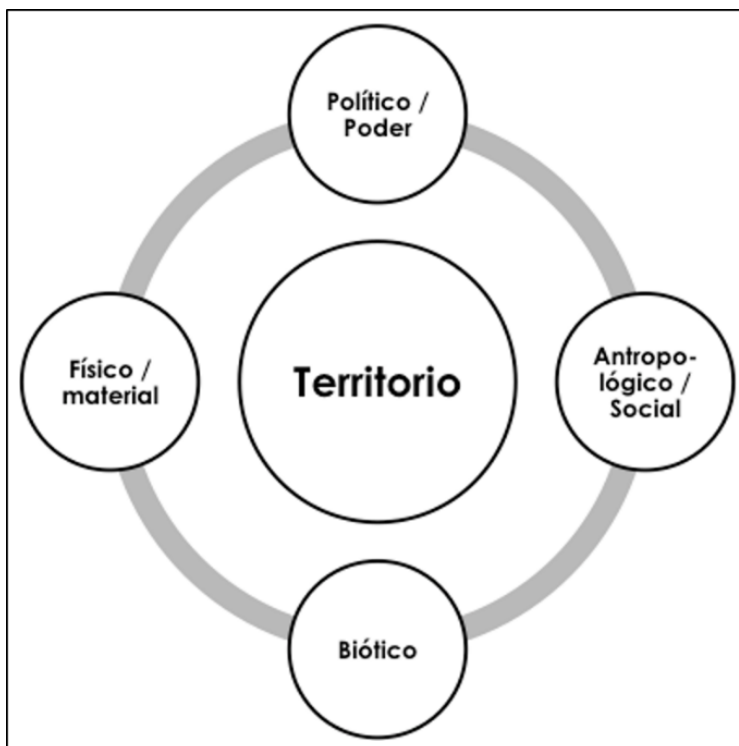 Político /
Poder
Físico /
material
Territorio
Antropo-
lógico /
Social
Biótico